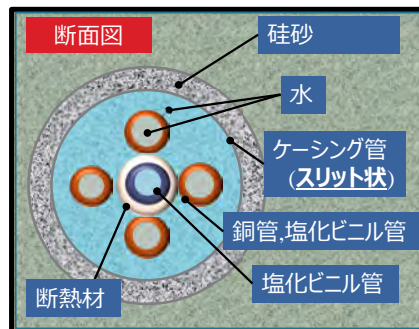 断面図
硅砂
水
ケーシング管
(スリット状)
銅管,塩化ビニル管
塩化ビニル管
断熱材